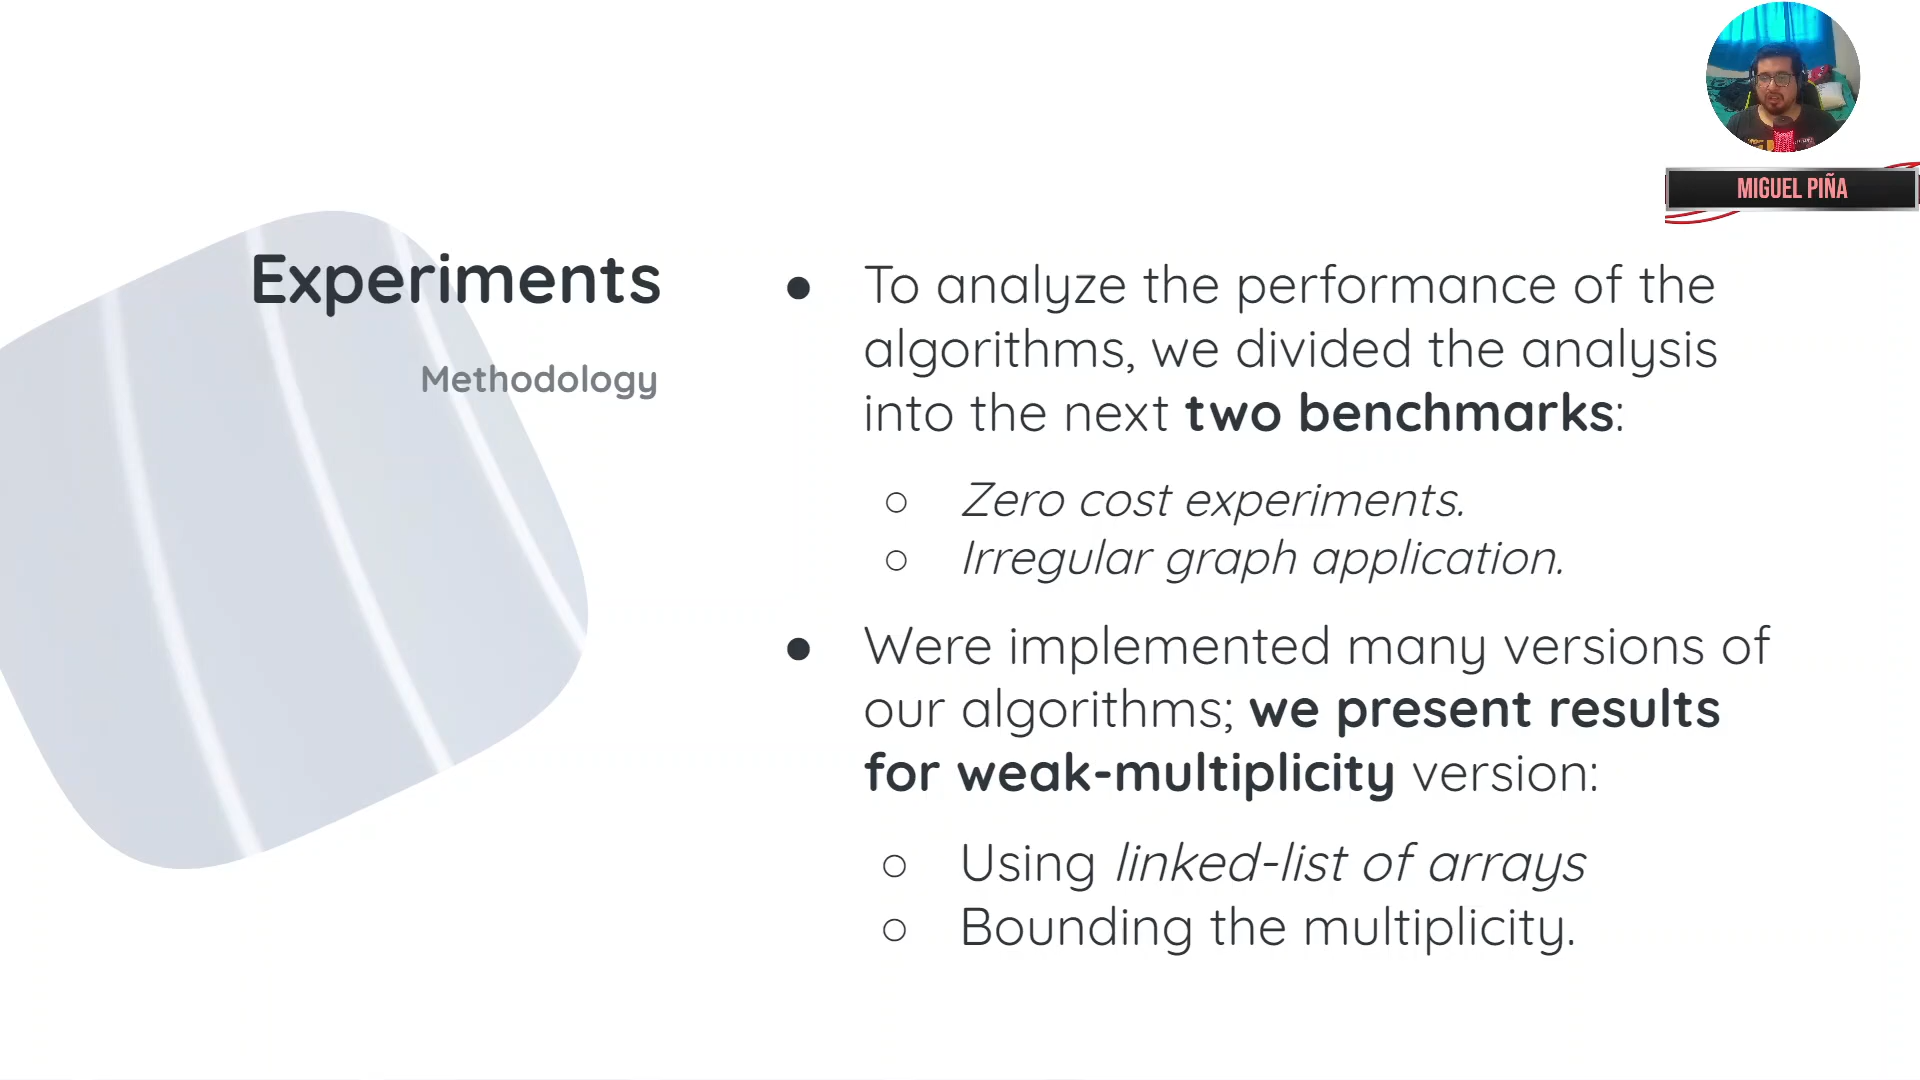 MIGUEL PIÑA
Experiments
Methodology
● To analyze the performance of the
algorithms, we divided the analysis
into the next two benchmarks:
○ Zero cost experiments.
○ Irregular graph application.
● Were implemented many versions of
our algorithms; we present results
for weak-multiplicity version:
○ Using linked-list of arrays
○ Bounding the multiplicity.